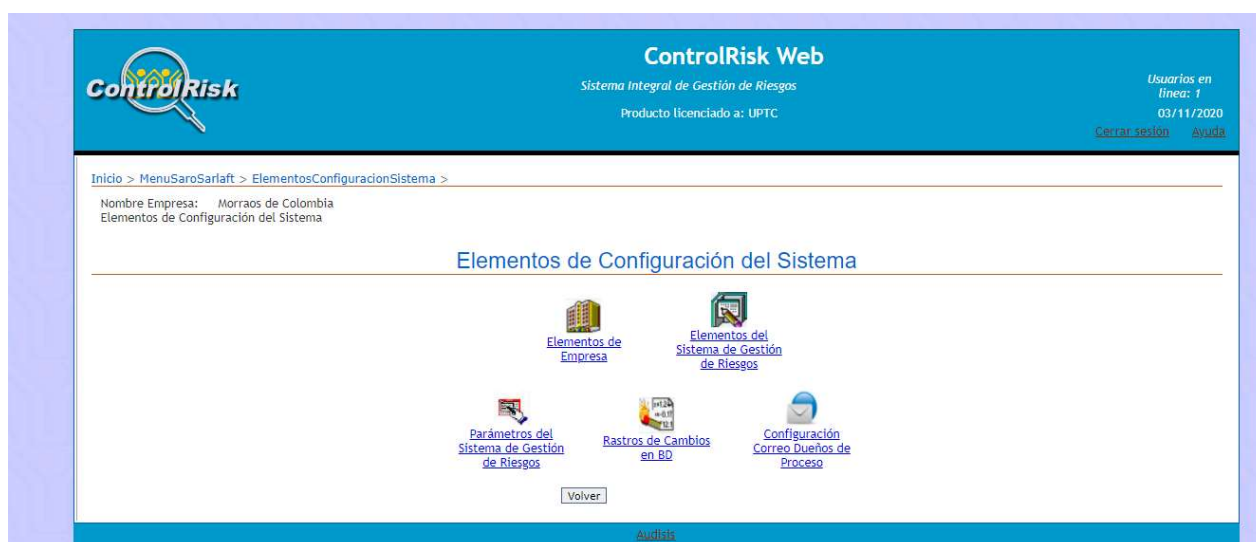 ControlRisk
ControlRisk Web
Sistema Integral de Gestión de Riesgos
Producto licenciado a: UPTC
Usuarios en
línea: 1
03/11/2020
Cerrar sesión Ayuda
Inicio > MenuSaroSarlaft > ElementosConfiguracionSistema >
Nombre Empresa: Morraos de Colombia
Elementos de Configuración del Sistema
Elementos de Configuración del Sistema
Elementos de
Empresa
Elementos del
Sistema de Gestión
de Riesgos
Parámetros del
Sistema de Gestión
de Riesgos
Rastros de Cambios
en BD
Configuración
Correo Dueños de
Proceso
Volver
Audisis